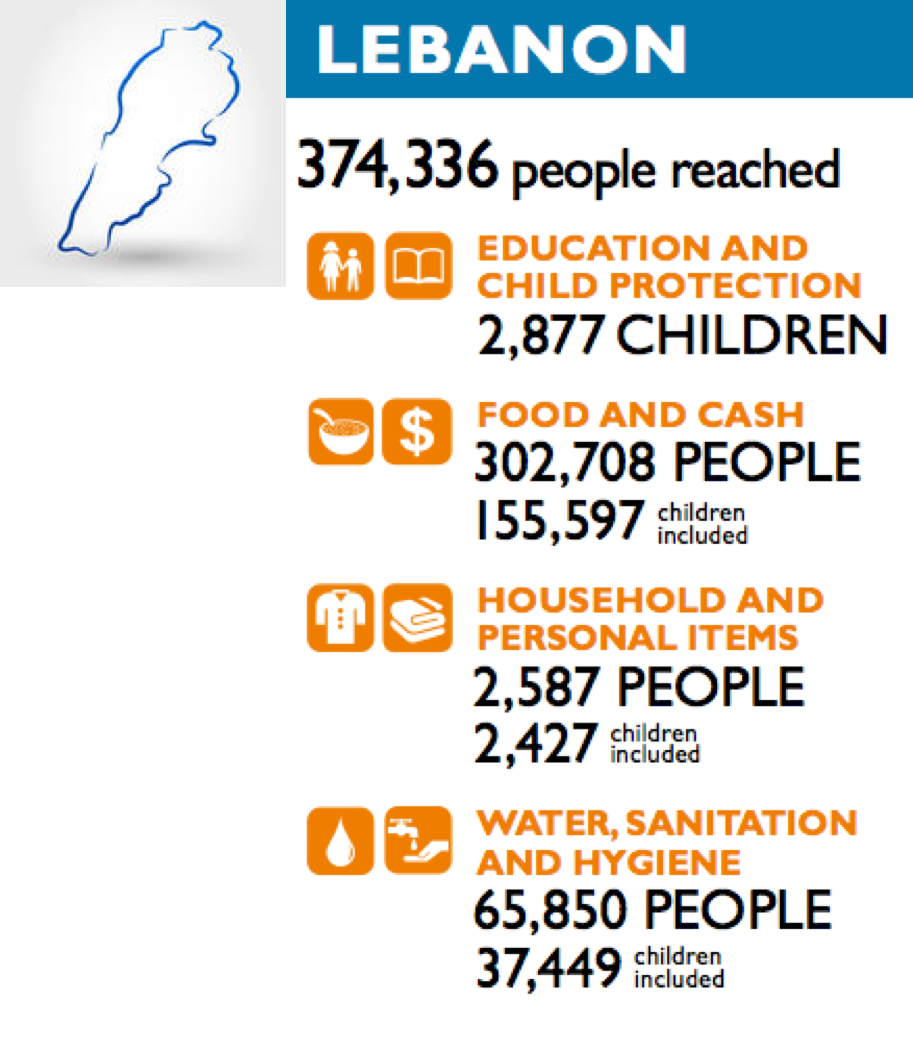 LEBANON
374,336 people reached
EDUCATION AND
CHILD PROTECTION
2,877 CHILDREN
$
FOOD AND CASH
302,708 PEOPLE
155,597 children
included
HOUSEHOLD AND
PERSONAL ITEMS
2,587 PEOPLE
2,427 children
included
WATER, SANITATION
AND HYGIENE
65,850 PEOPLE
37,449 children
included